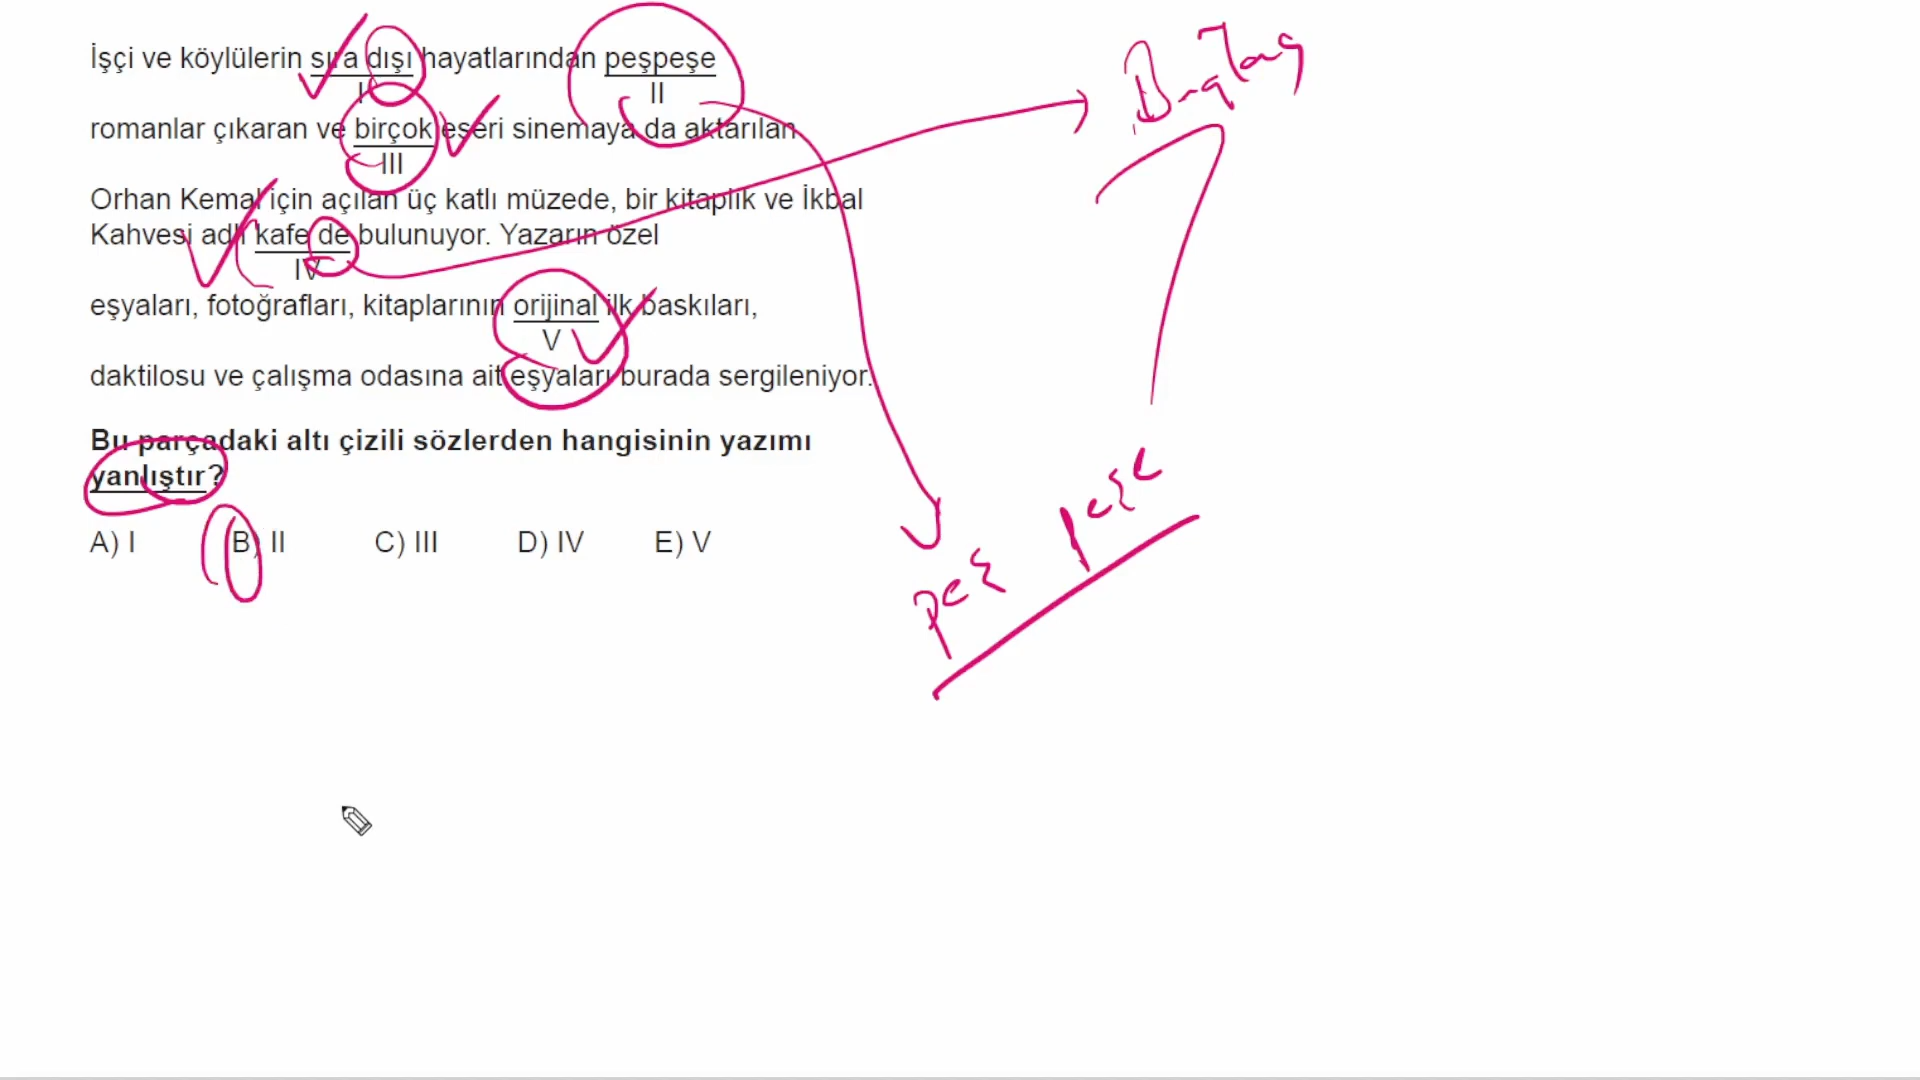 İşçi ve köylülerin sıra dışı hayatlarından peşpeşe
I II
romanlar çıkaran ve birçok eseri sinemaya da aktarılan
III
Orhan Kemal için açılan üç katlı müzede, bir kitaplık ve İkbal
Kahvesi adlı kafe de bulunuyor. Yazarın özel
IV
eşyaları, fotoğrafları, kitaplarının orijinal ilk baskıları,
V
daktilosu ve çalışma odasına ait eşyaları burada sergileniyor.
Bu parçadaki altı çizili sözlerden hangisinin yazımı
yanlıştır?
A) I B) II C) III D) IV E) V
peş peşe